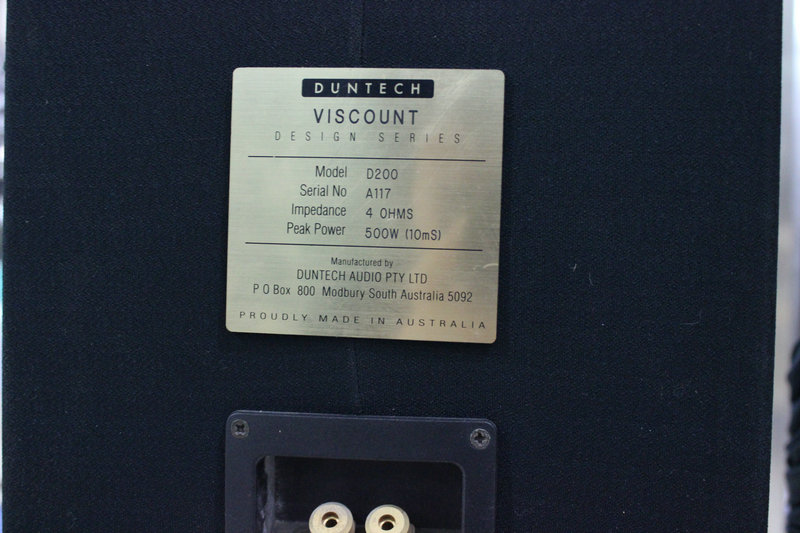 DUNTECH
VISCOUNT
DESIGN SERIES
Model D200
Serial No A117
Impedance 4 OHMS
Peak Power 500W (10mS)
Manufactured by
DUNTECH AUDIO PTY LTD
P O Box 800 Modbury South Australia 5092
PROUDLY MADE IN AUSTRALIA